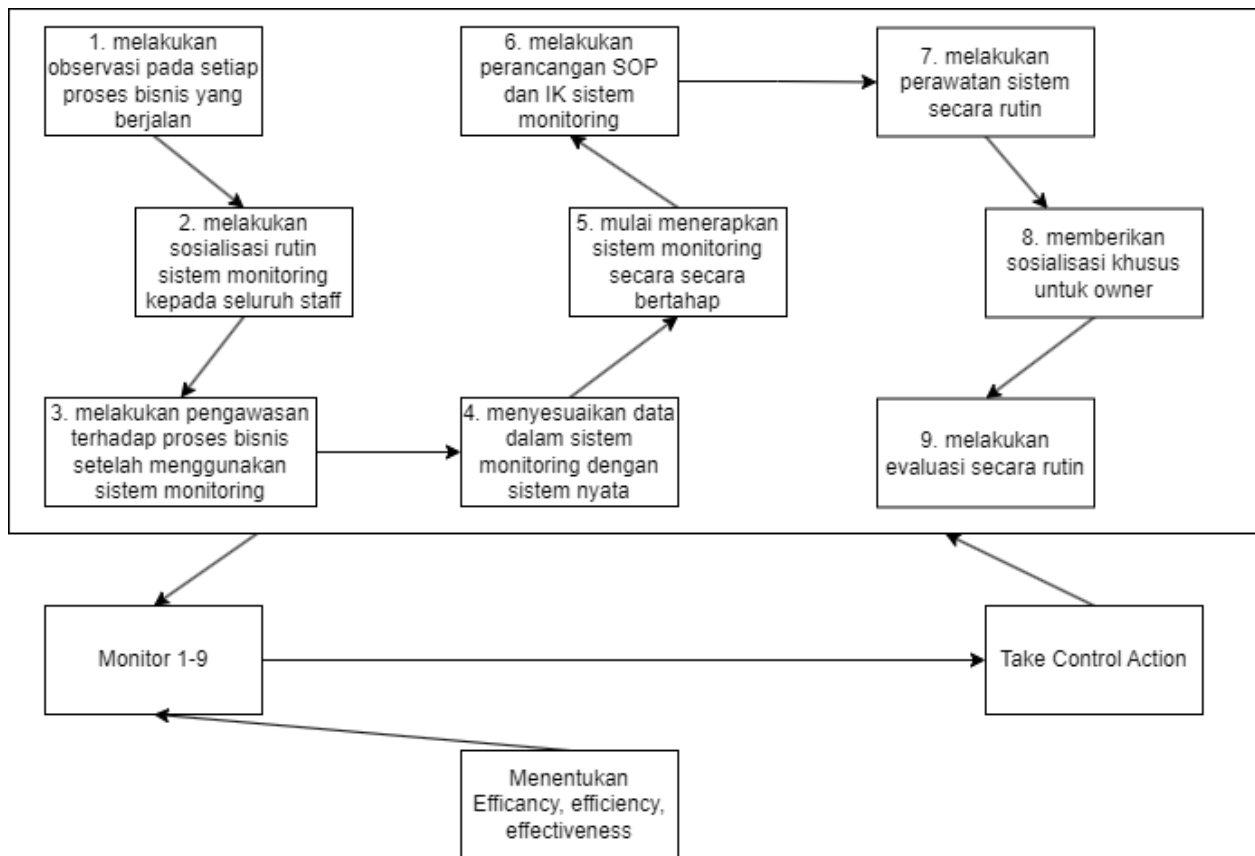 1. melakukan
observasi pada setiap
proses bisnis yang
berjalan
2. melakukan
sosialisasi rutin
sistem monitoring
kepada seluruh staff
3. melakukan pengawasan
terhadap proses bisnis
setelah menggunakan
sistem monitoring
4. menyesuaikan data
dalam sistem
monitoring dengan
sistem nyata
5. mulai menerapkan
sistem monitoring
secara secara
bertahap
6. melakukan
perancangan SOP
dan IK sistem
monitoring
7. melakukan
perawatan sistem
secara rutin
8. memberikan
sosialisasi khusus
untuk owner
9. melakukan
evaluasi secara rutin
Monitor 1-9
Take Control Action
Menentukan
Efficancy, efficiency,
effectiveness